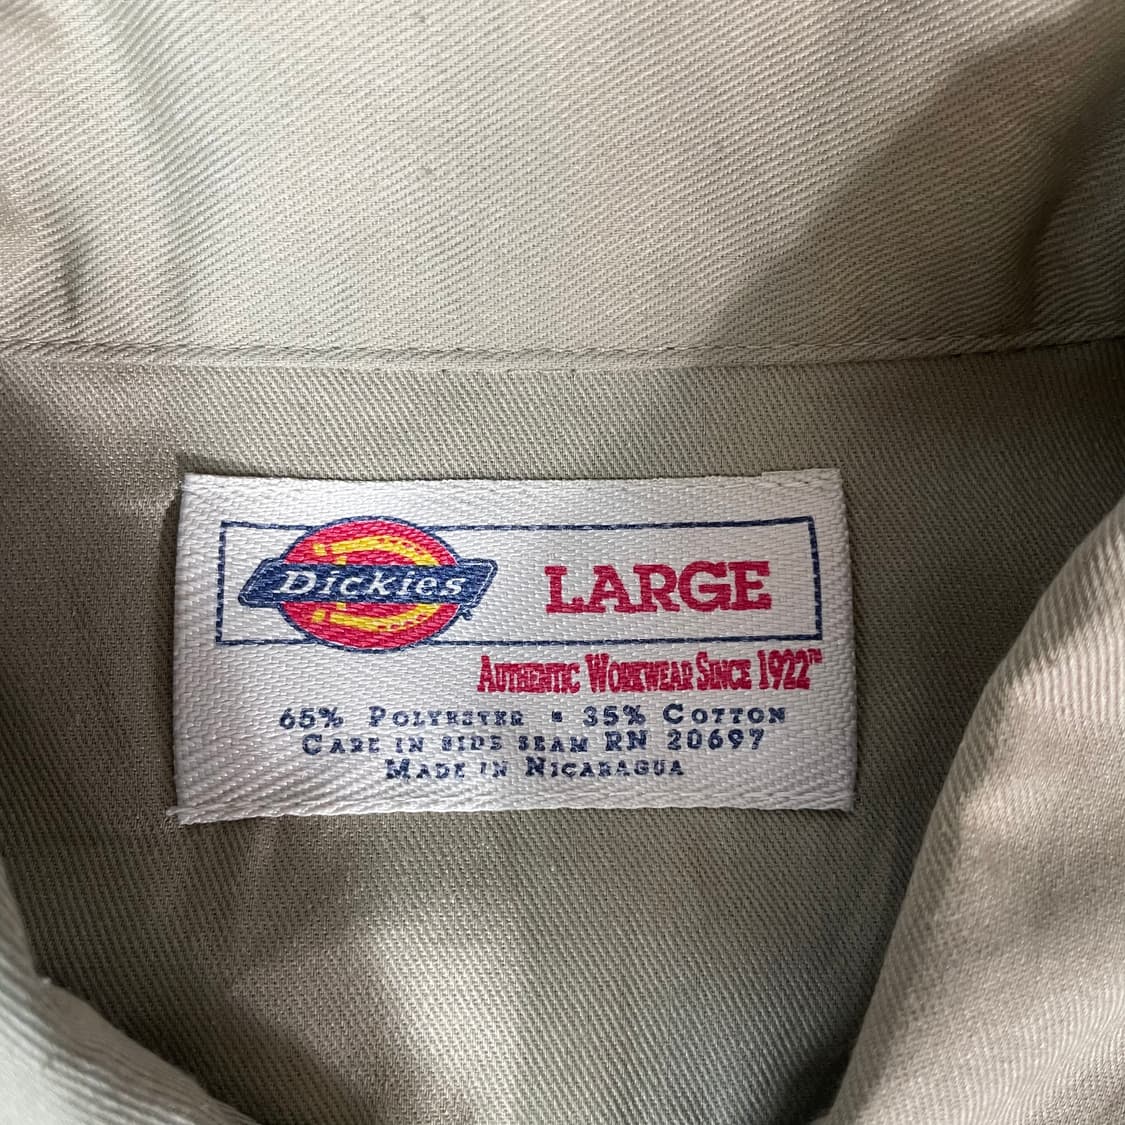 Dickies
LARGE
AUTHENTIC WORKWEAR SINCE 1922™
65% POLYESTER ▪ 35% COTTON
CARE IN SIDE SEAM RN 20697
MADE IN NICARAGUA